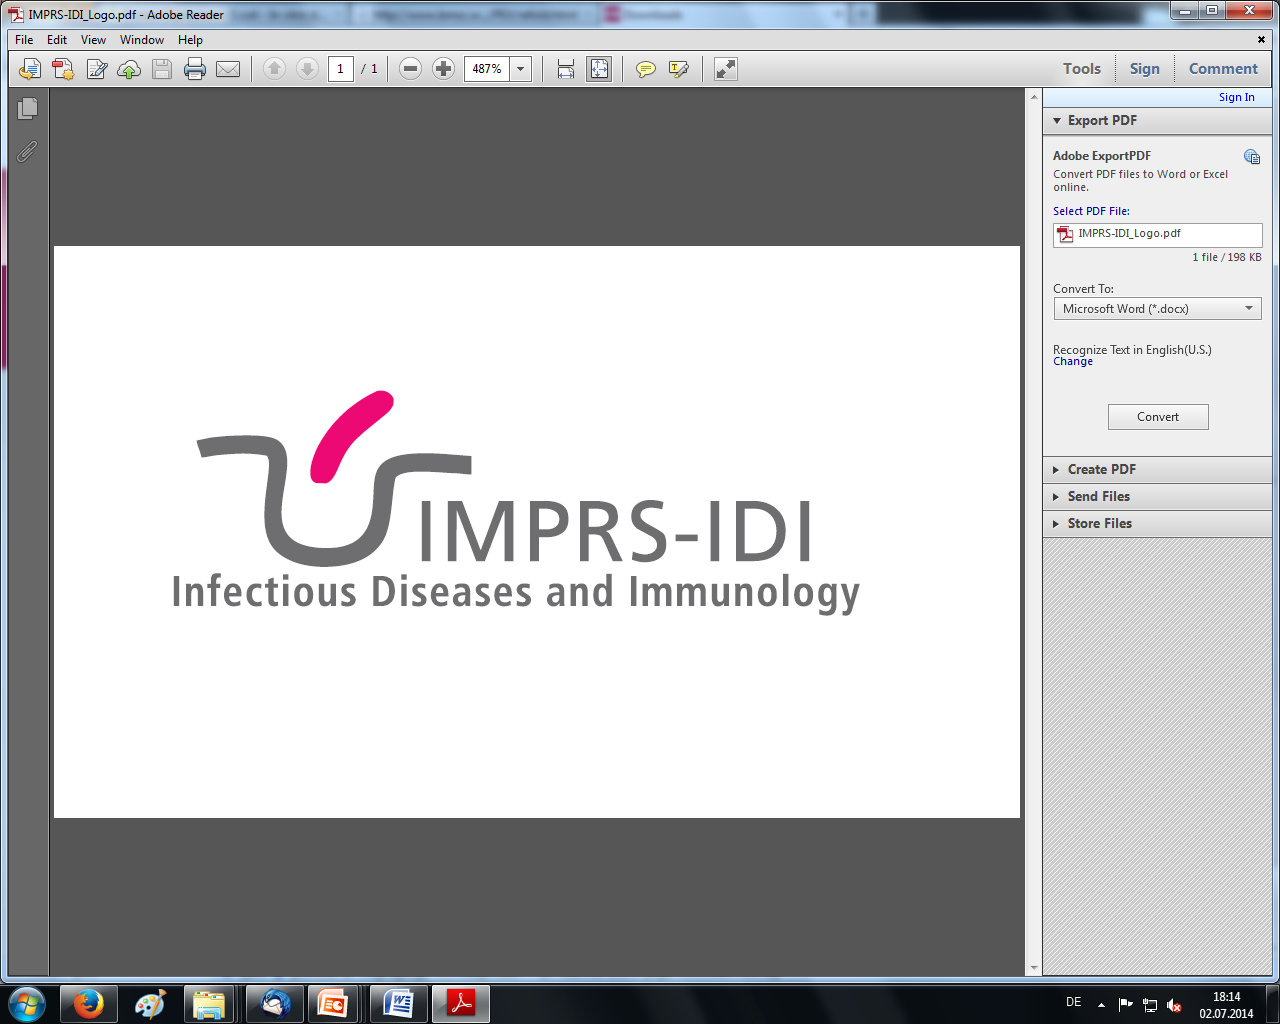 IMPRS-IDI_Logo.pdf - Adobe Reader
Downloads
File Edit View Window Help
1 / 1 487% Tools Sign Comment
Sign In
Export PDF
Adobe ExportPDF
Convert PDF files to Word or Excel
online.
Select PDF File:
IMPRS-IDI_Logo.pdf
1 file / 198 KB
Convert To:
Microsoft Word (*.docx)
Recognize Text in English(U.S.)
Change
Convert
Create PDF
Send Files
Store Files
IMPRS-IDI
Infectious Diseases and Immunology
DE
18:14
02.07.2014